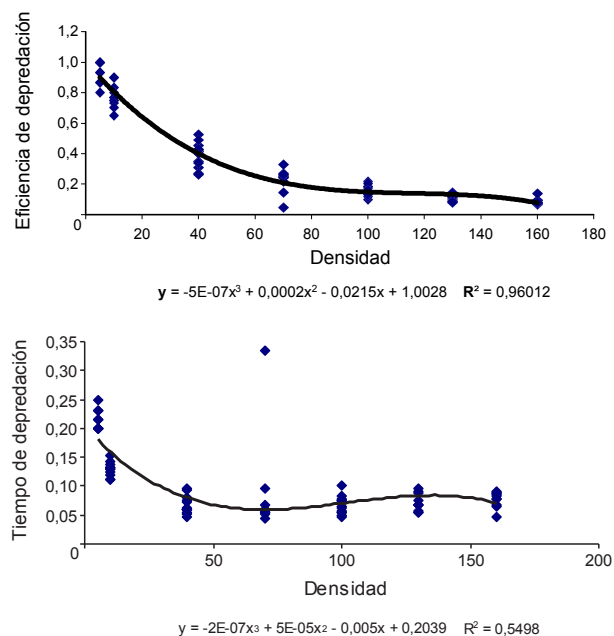 Eficiencia de depredación
1,2
1,0
0,8
0,6
0,4
0,2
0
20 40 60 80 100 120 140 160 180
Densidad
y = -5E-07x³ + 0,0002x² - 0,0215x + 1,0028 R² = 0,96012
Tiempo de depredación
0,35
0,30
0,25
0,20
0,15
0,10
0,05
0
50 100 150 200
Densidad
y = -2E-07x3 + 5E-05x2 - 0,005x + 0,2039 R² = 0,5498